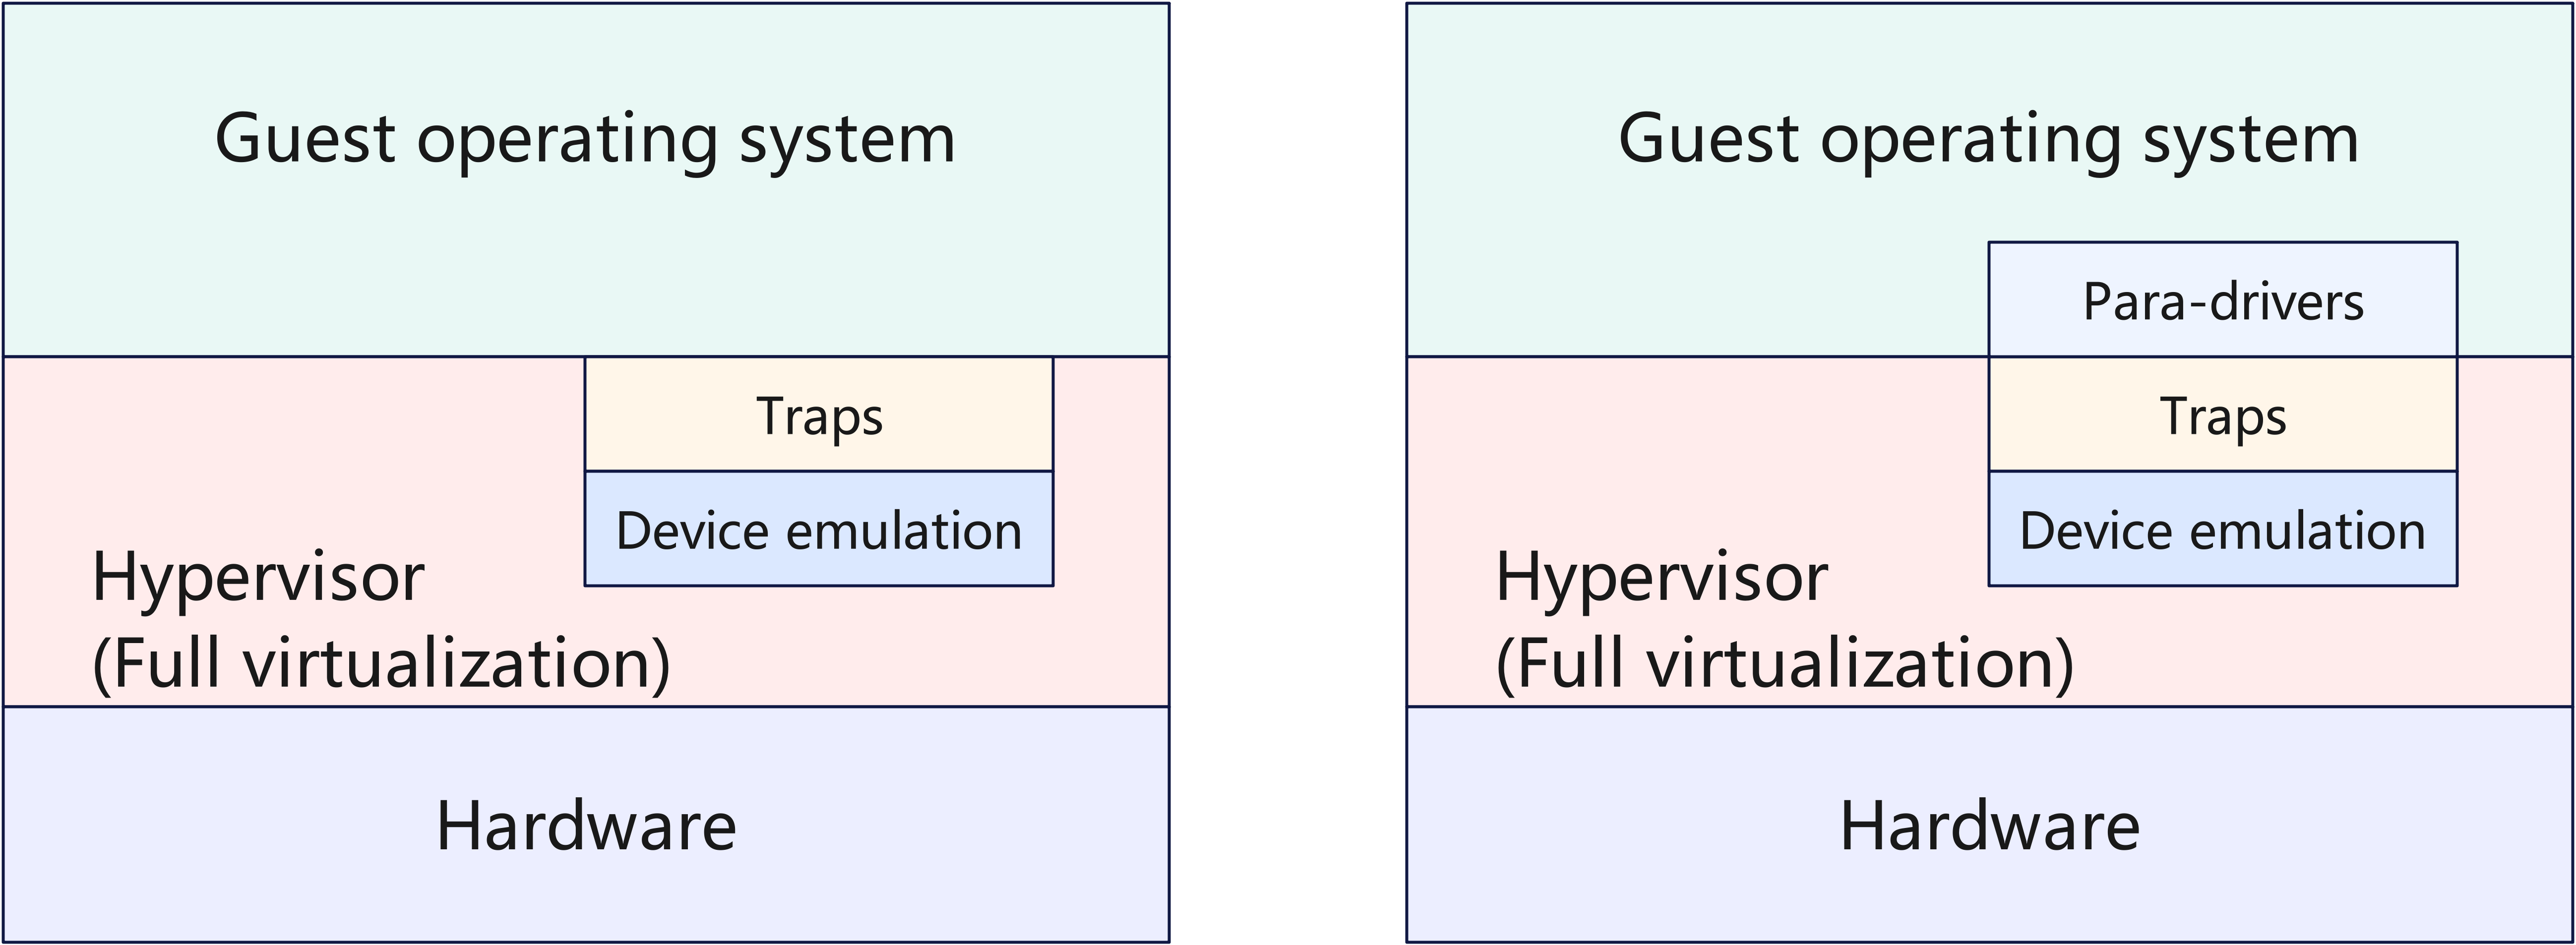 Guest operating system
Traps
Device emulation
Hypervisor
(Full virtualization)
Hardware
Guest operating system
Para-drivers
Traps
Device emulation
Hypervisor
(Full virtualization)
Hardware